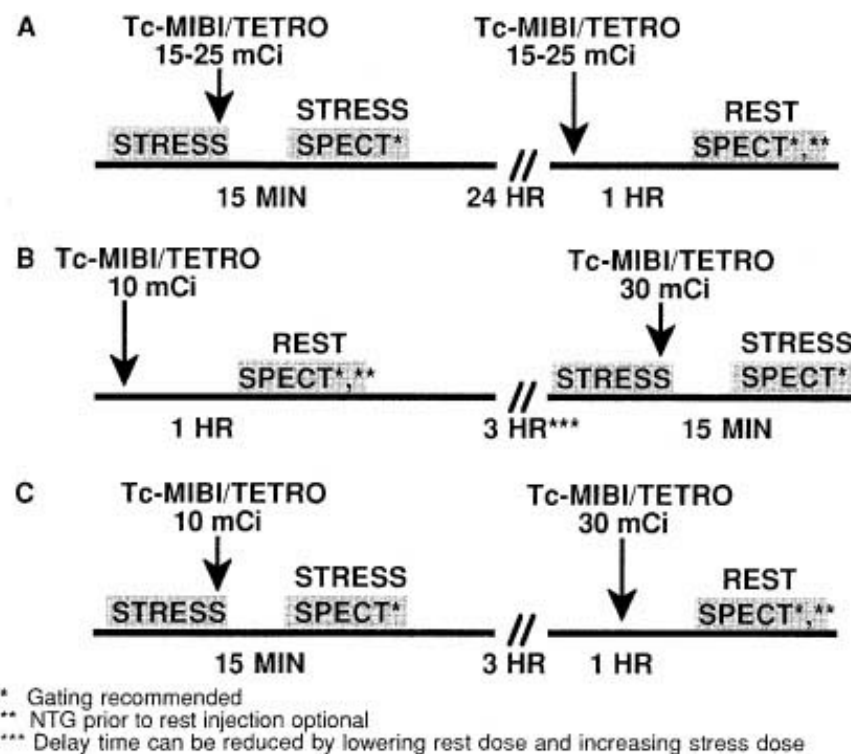 A
Tc-MIBI/TETRO
15-25 mCi
Tc-MIBI/TETRO
15-25 mCi
STRESS
STRESS
SPECT*
REST
SPECT*,**
15 MIN
24 HR
1 HR
B
Tc-MIBI/TETRO
10 mCi
Tc-MIBI/TETRO
30 mCi
REST
SPECT*,**
STRESS
STRESS
SPECT*
1 HR
3 HR***
15 MIN
C
Tc-MIBI/TETRO
10 mCi
Tc-MIBI/TETRO
30 mCi
STRESS
STRESS
SPECT*
REST
SPECT*,**
15 MIN
3 HR
1 HR
* Gating recommended
** NTG prior to rest injection optional
*** Delay time can be reduced by lowering rest dose and increasing stress dose